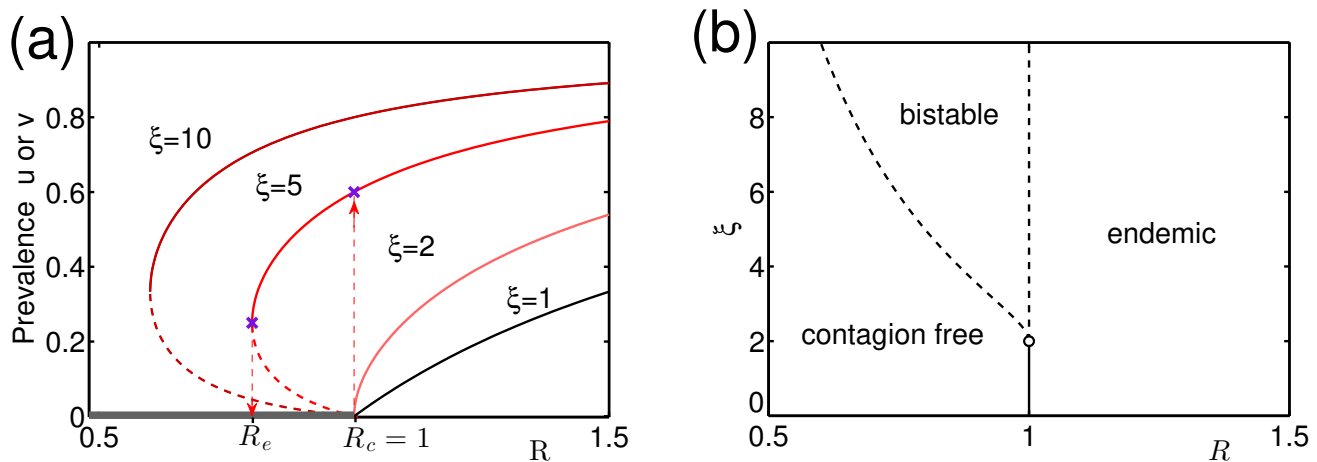 (a)
Prevalence u or v
0.8
0.6
0.4
0.2
0
ξ=10
ξ=5
ξ=2
ξ=1
0.5
R_e
R_c = 1
R
1.5
(b)
ξ
8
6
4
2
0
bistable
endemic
contagion free
0.5
1
R
1.5